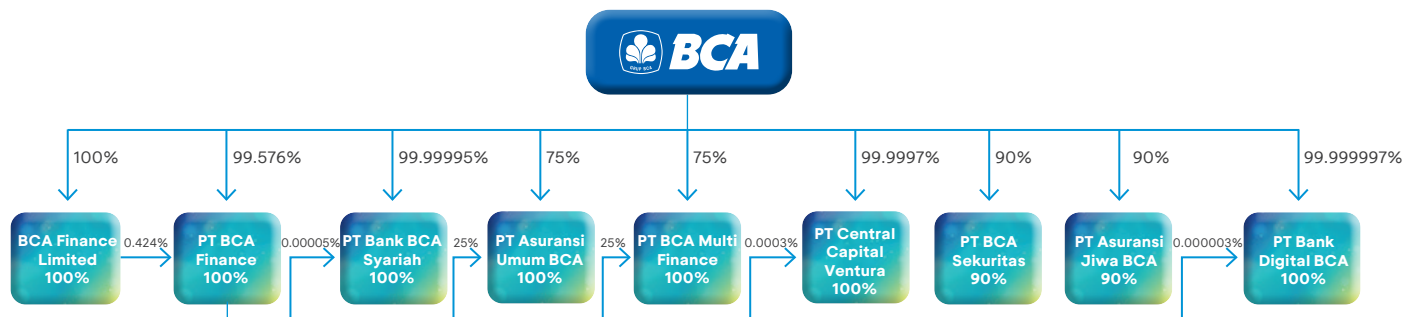 GRUP BCA
BCA
100%
99.576%
99.99995%
75%
75%
99.9997%
90%
90%
99.999997%
BCA Finance
Limited
100%
0.424%
PT BCA
Finance
100%
0.00005%
PT Bank BCA
Syariah
100%
25%
PT Asuransi
Umum BCA
100%
25%
PT BCA Multi
Finance
100%
0.0003%
PT Central
Capital
Ventura
100%
PT BCA
Sekuritas
90%
PT Asuransi
Jiwa BCA
90%
0.000003%
PT Bank
Digital BCA
100%